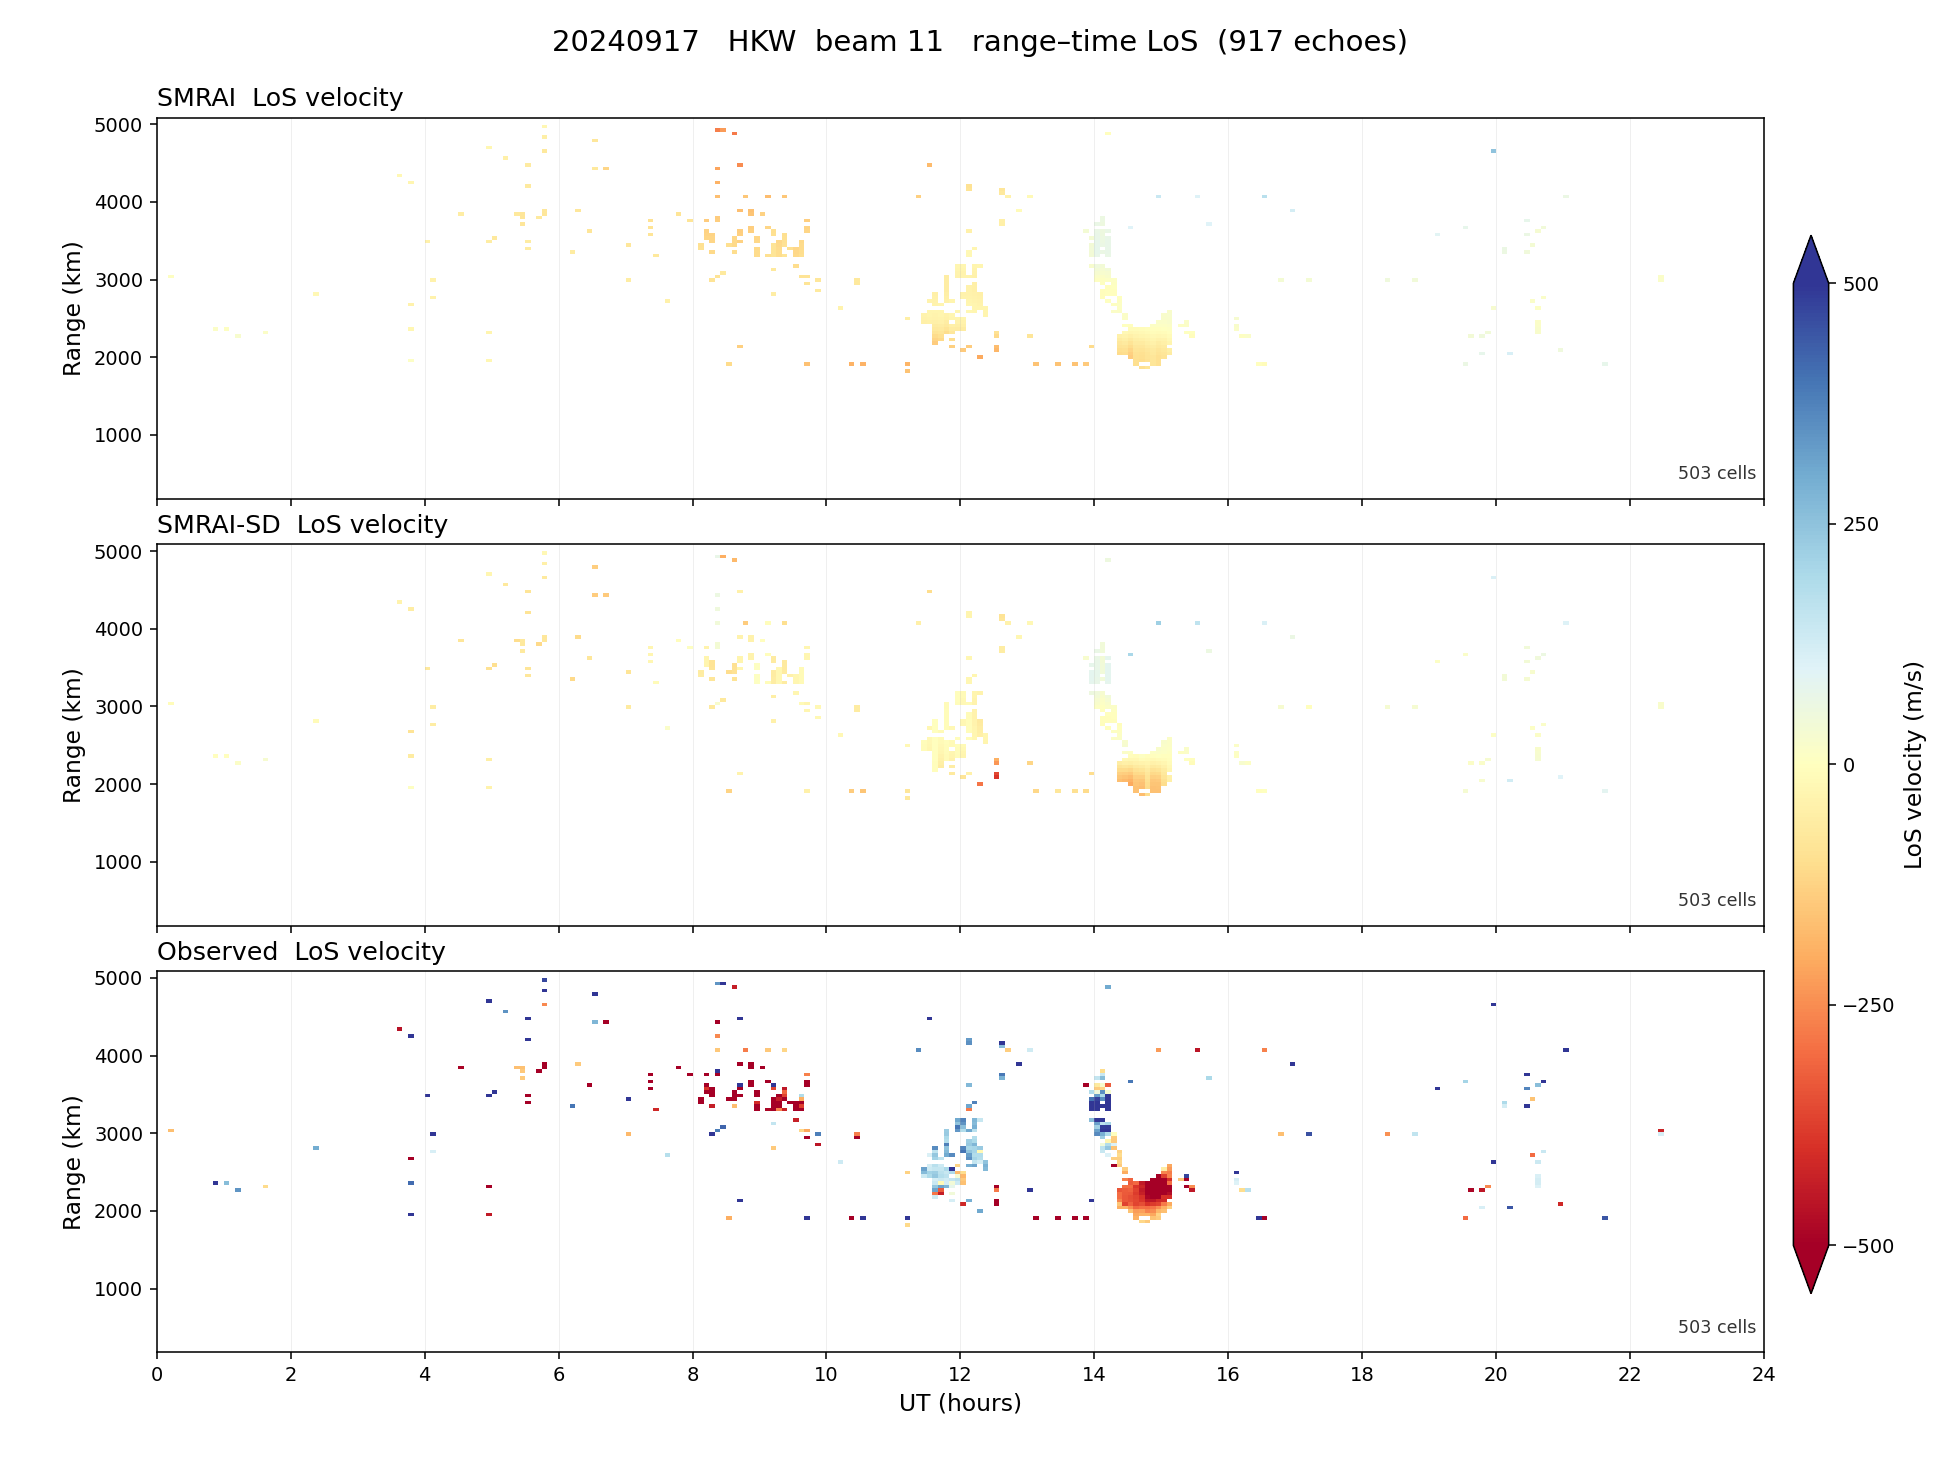 20240917 HKW beam 11 range–time LoS (917 echoes)
SMRAI LoS velocity
5000
4000
3000
2000
1000
Range (km)
503 cells
SMRAI-SD LoS velocity
5000
4000
3000
2000
1000
Range (km)
503 cells
Observed LoS velocity
5000
4000
3000
2000
1000
Range (km)
503 cells
0 2 4 6 8 10 12 14 16 18 20 22 24
UT (hours)
500
250
0
−250
−500
LoS velocity (m/s)